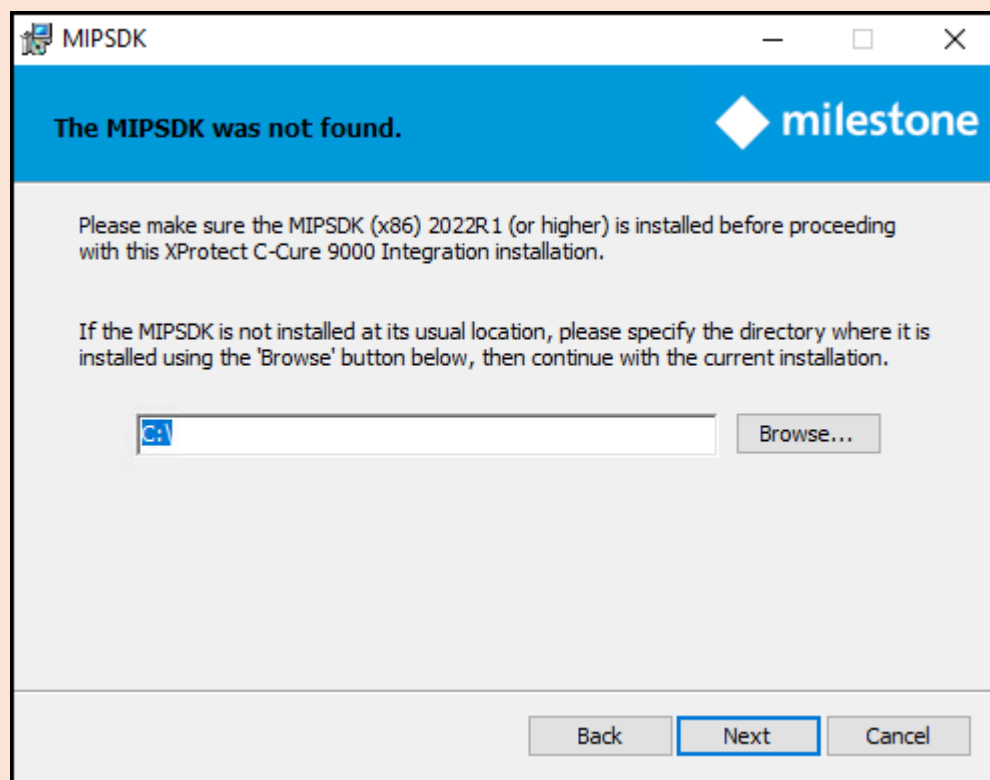 MIPSDK
The MIPSDK was not found.
milestone
Please make sure the MIPSDK (x86) 2022R1 (or higher) is installed before proceeding
with this XProtect C-Cure 9000 Integration installation.
If the MIPSDK is not installed at its usual location, please specify the directory where it is
installed using the 'Browse' button below, then continue with the current installation.
C:\
Browse...
Back
Next
Cancel